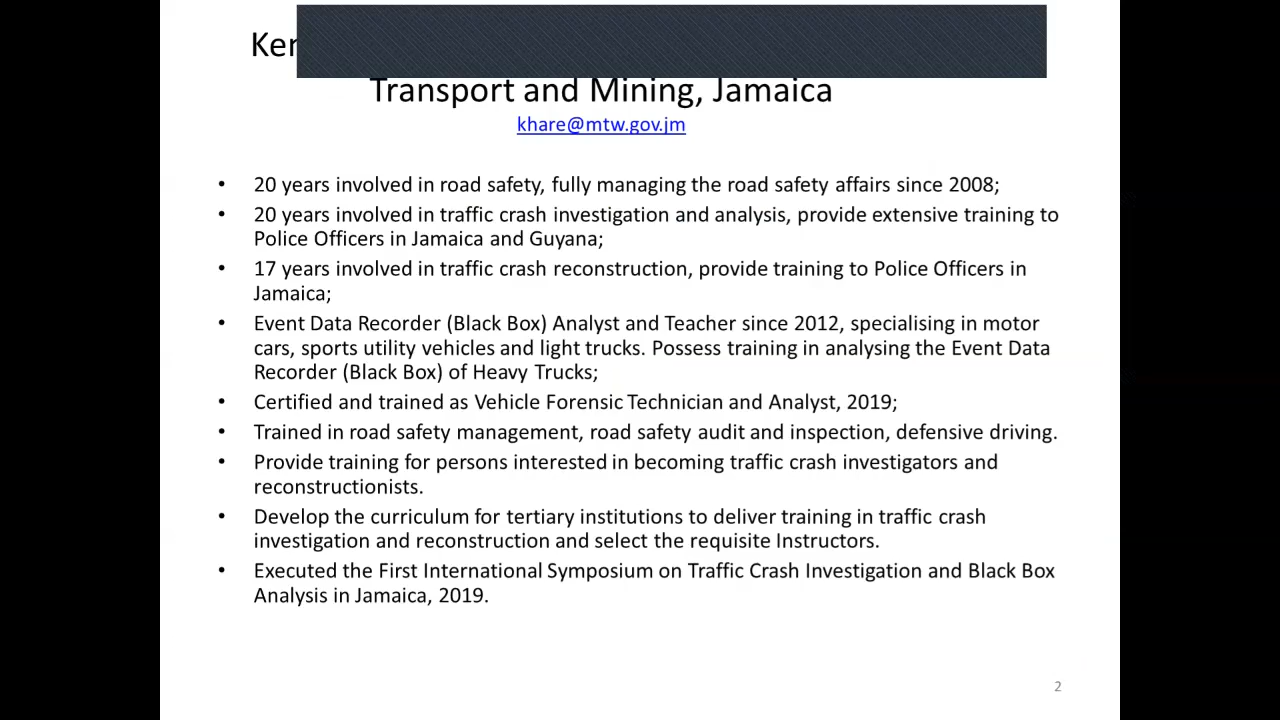 Transport and Mining, Jamaica
khare@mtw.gov.jm
• 20 years involved in road safety, fully managing the road safety affairs since 2008;
• 20 years involved in traffic crash investigation and analysis, provide extensive training to
Police Officers in Jamaica and Guyana;
• 17 years involved in traffic crash reconstruction, provide training to Police Officers in
Jamaica;
• Event Data Recorder (Black Box) Analyst and Teacher since 2012, specialising in motor
cars, sports utility vehicles and light trucks. Possess training in analysing the Event Data
Recorder (Black Box) of Heavy Trucks;
• Certified and trained as Vehicle Forensic Technician and Analyst, 2019;
• Trained in road safety management, road safety audit and inspection, defensive driving.
• Provide training for persons interested in becoming traffic crash investigators and
reconstructionists.
• Develop the curriculum for tertiary institutions to deliver training in traffic crash
investigation and reconstruction and select the requisite Instructors.
• Executed the First International Symposium on Traffic Crash Investigation and Black Box
Analysis in Jamaica, 2019.
2